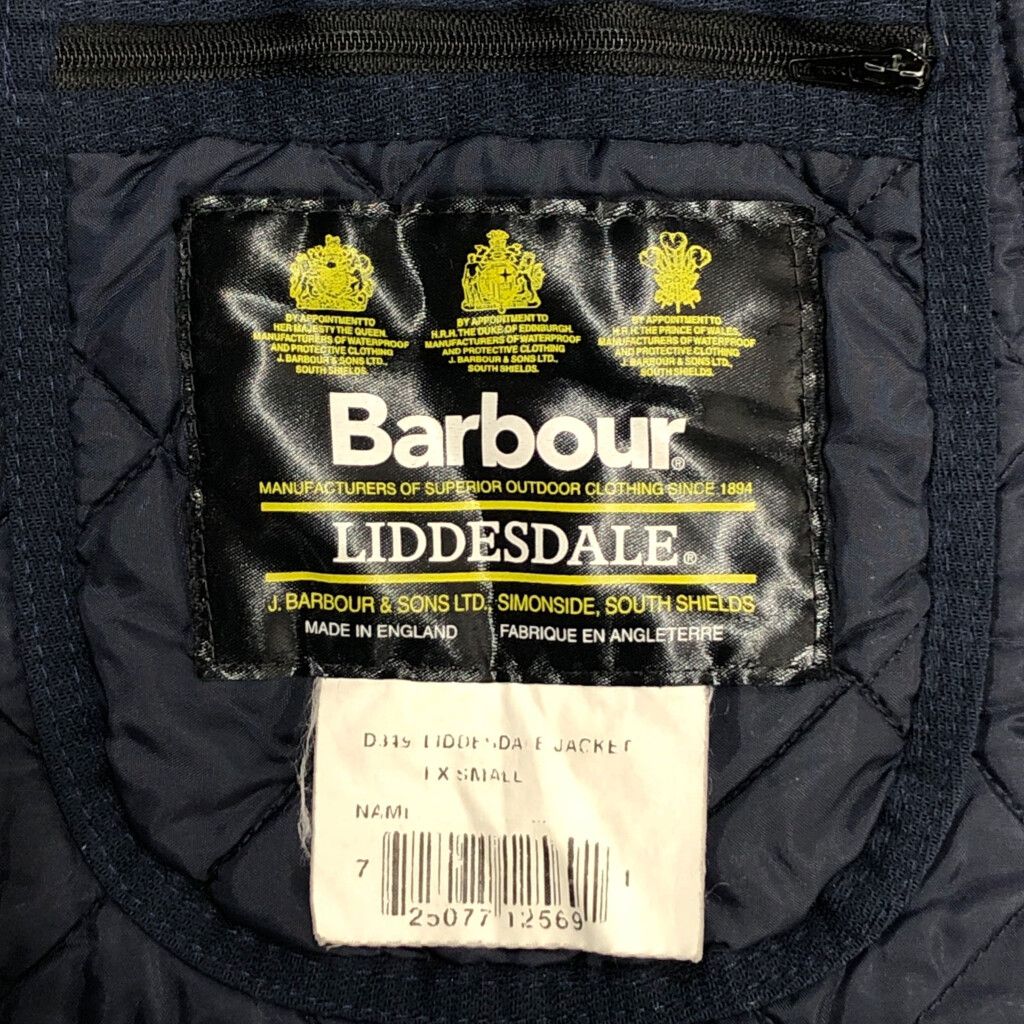 BY APPOINTMENT TO
HER MAJESTY THE QUEEN.
MANUFACTURERS OF WATERPROOF
AND PROTECTIVE CLOTHING
J. BARBOUR & SONS LTD.,
SOUTH SHIELDS.
BY APPOINTMENT TO
H.R.H. THE DUKE OF EDINBURGH.
MANUFACTURERS OF WATERPROOF
AND PROTECTIVE CLOTHING
J. BARBOUR & SONS LTD.,
SOUTH SHIELDS.
BY APPOINTMENT TO
H.R.H. THE PRINCE OF WALES.
MANUFACTURERS OF WATERPROOF
AND PROTECTIVE CLOTHING
J. BARBOUR & SONS LTD.,
SOUTH SHIELDS.
Barbour®
MANUFACTURERS OF SUPERIOR OUTDOOR CLOTHING SINCE 1894
LIDDESDALE®
J. BARBOUR & SONS LTD, SIMONSIDE, SOUTH SHIELDS
MADE IN ENGLAND FABRIQUE EN ANGLETERRE
LIDDESDALE JACKET
X SMALL
7 25077 12569